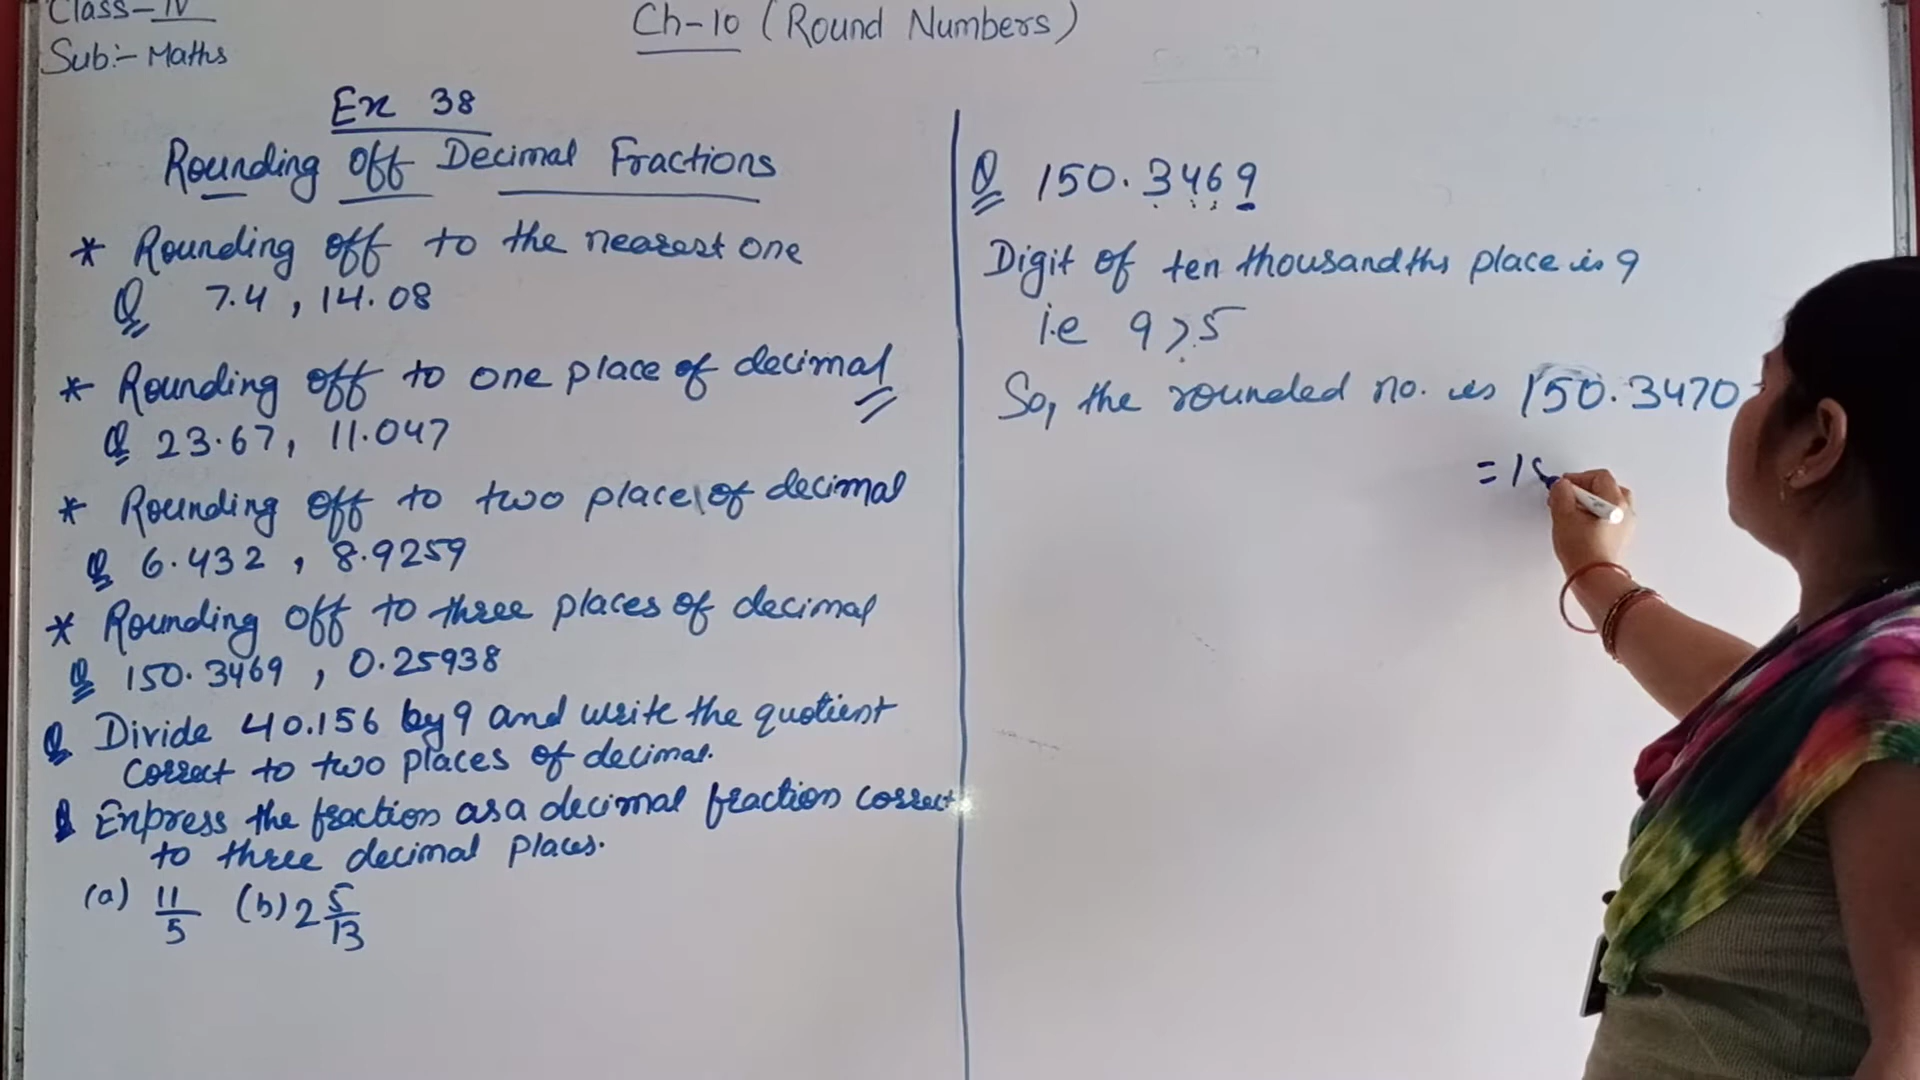 Class - IV
Sub:- Maths
Ch-10 (Round Numbers)
Ex 38
Rounding off Decimal Fractions
* Rounding off to the nearest one
Q 7.4, 14.08
* Rounding off to one place of decimal
Q 23.67, 11.047
* Rounding off to two place of decimal
Q 6.432, 8.9259
* Rounding off to three places of decimal
Q 150.3469, 0.25938
Q Divide 40.156 by 9 and write the quotient
correct to two places of decimal.
Q Express the fraction as a decimal fraction correct
to three decimal places.
(a) 11/5 (b) 2 5/13
Q 150.3469
Digit of ten thousandths place is 9
i.e 9 > 5
So, the rounded no. is 150.3470
= 15